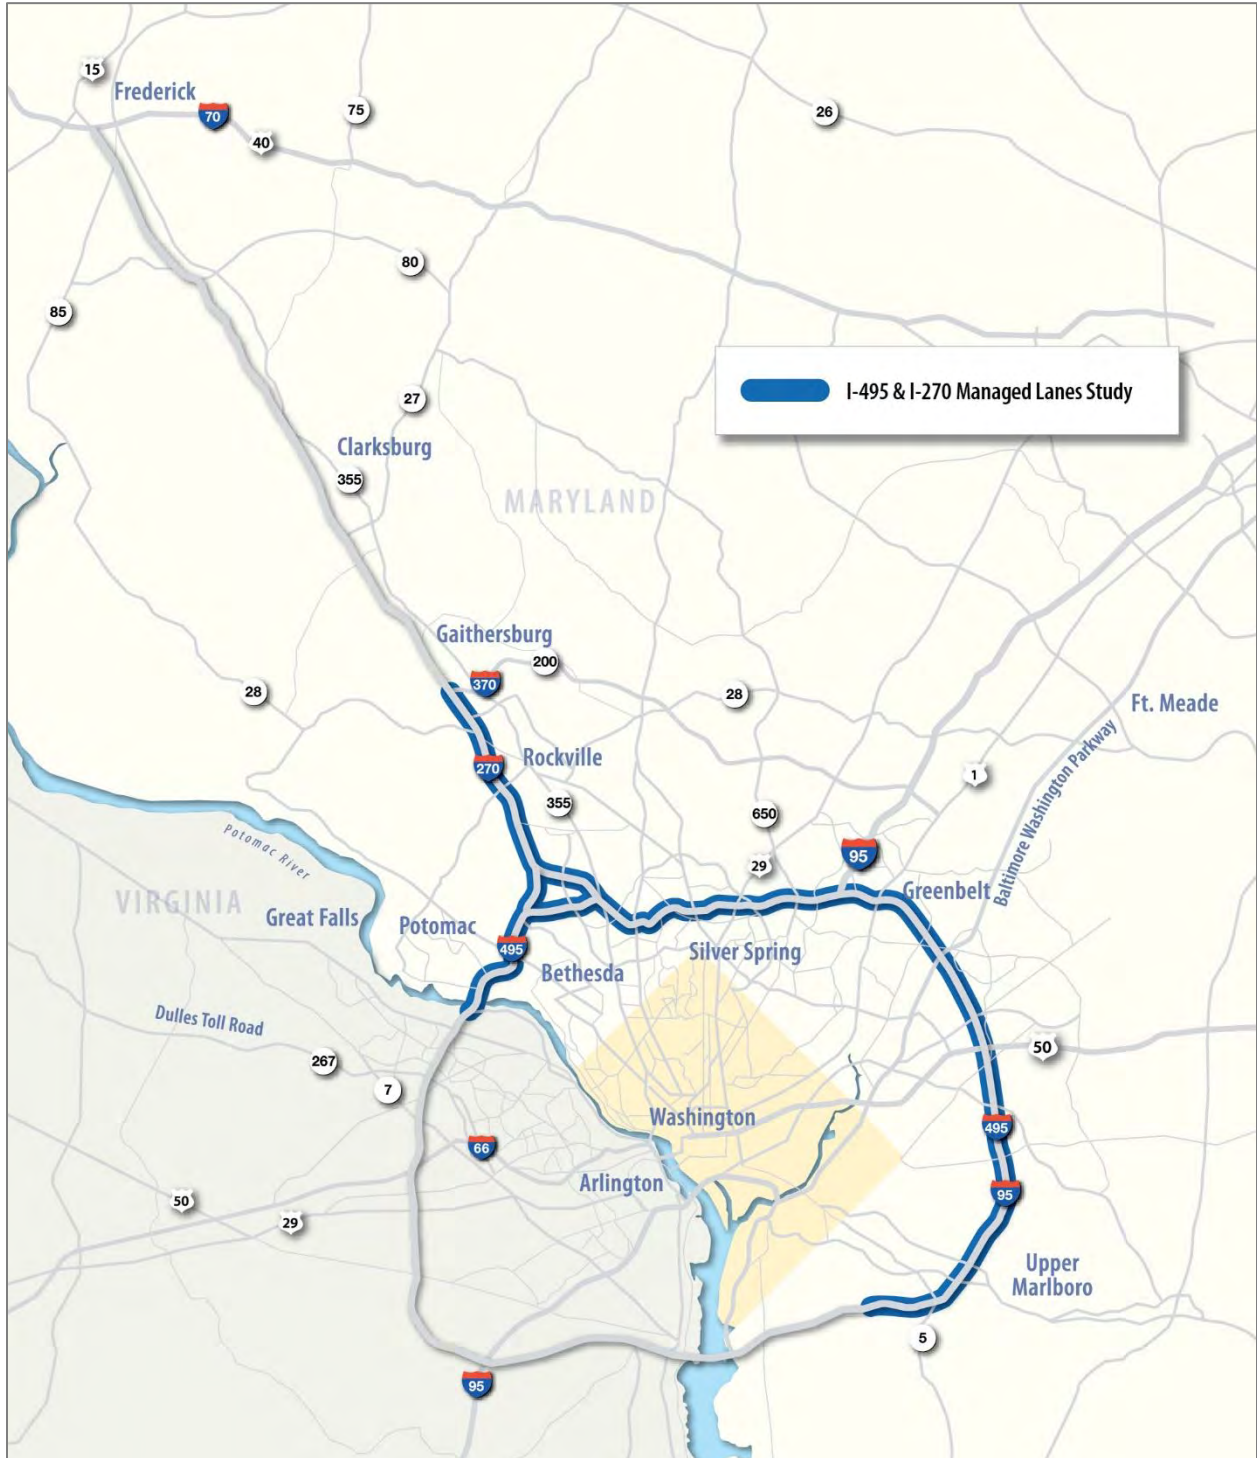 15
Frederick
70
75
26
40
80
85
I-495 & I-270 Managed Lanes Study
27
Clarksburg
355
MARYLAND
Gaithersburg
200
370
28
28
Ft. Meade
Rockville
270
355
1
Baltimore Washington Parkway
650
Potomac River
29
95
VIRGINIA
Greenbelt
Great Falls
Potomac
495
Silver Spring
Bethesda
Dulles Toll Road
267
50
7
Washington
495
66
Arlington
95
50
29
Upper
Marlboro
5
95